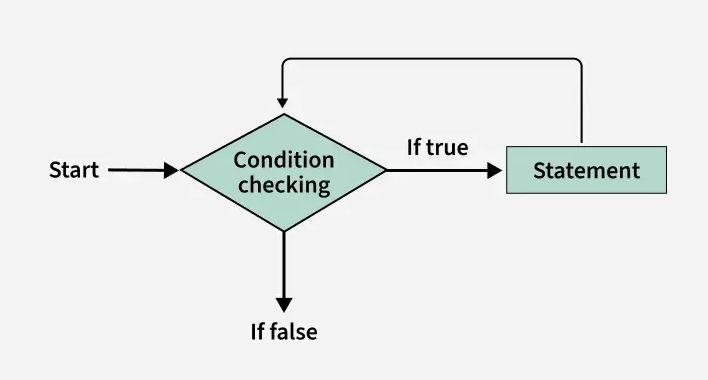 If true
Start
Condition
checking
Statement
If false